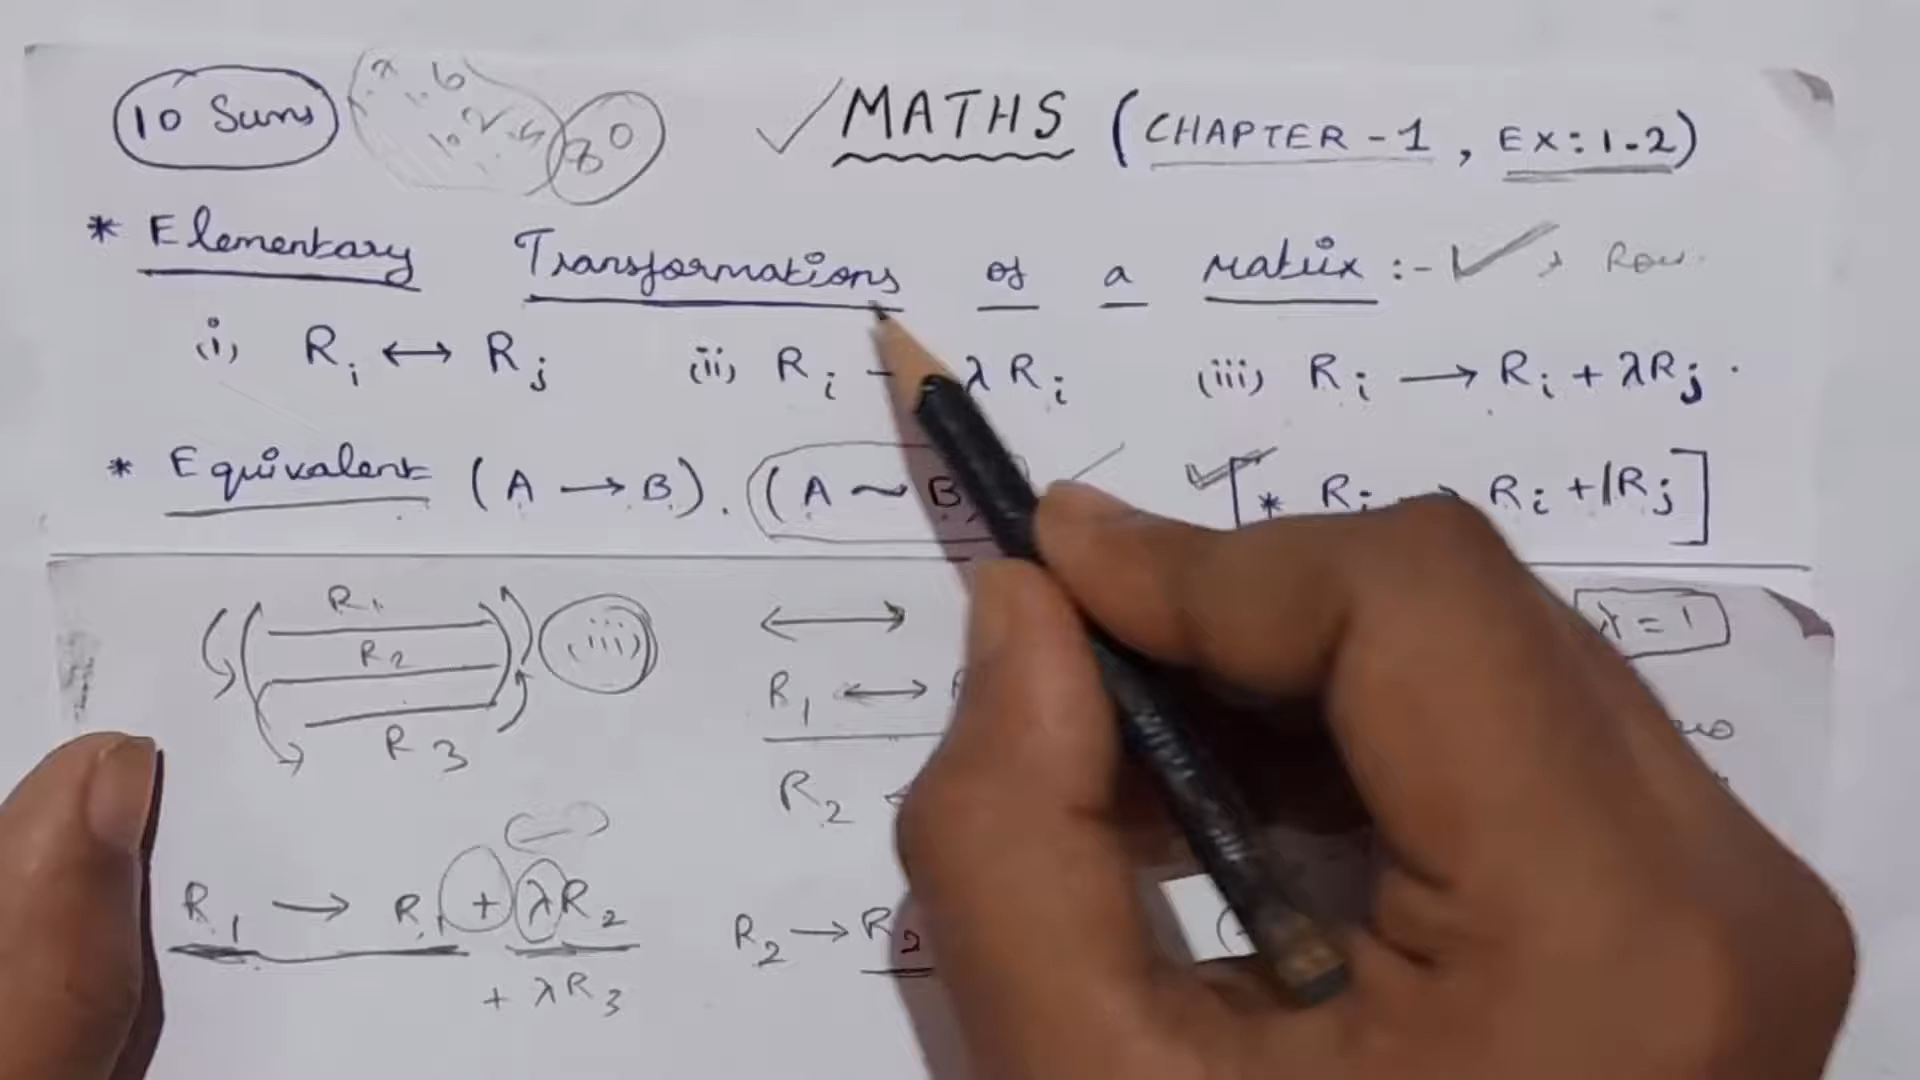 10 Sums
80
MATHS (CHAPTER - 1, EX: 1.2)
* Elementary Transformations of a matrix :- Row.
(i) Ri ↔ Rj (ii) Ri - λRi (iii) Ri → Ri + λRj.
* Equivalent (A → B). (A ~ B [* Ri → Ri + 1Rj]
R1
R2
R3
(iii)
↔
λ = 1
R1 ↔
R2
R1 → R1 + λR2
+ λR3
R2 → R2